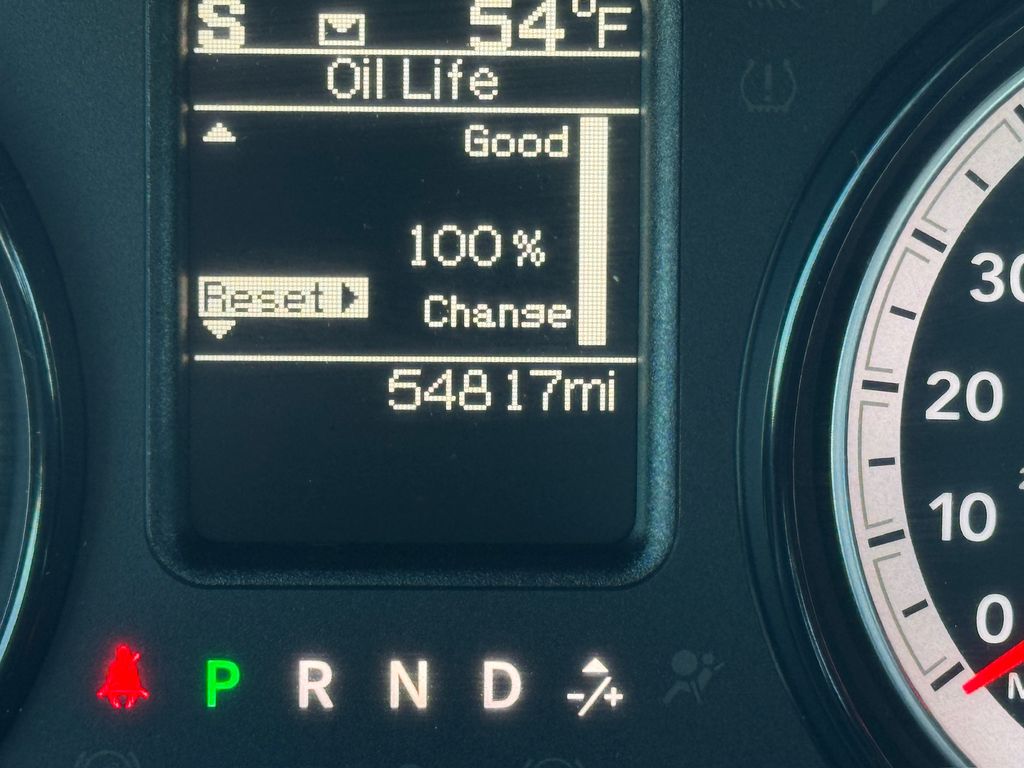 S 54°F
Oil Life
Good
100%
Reset
Change
54817mi
P R N D -/+
30
20
10
0